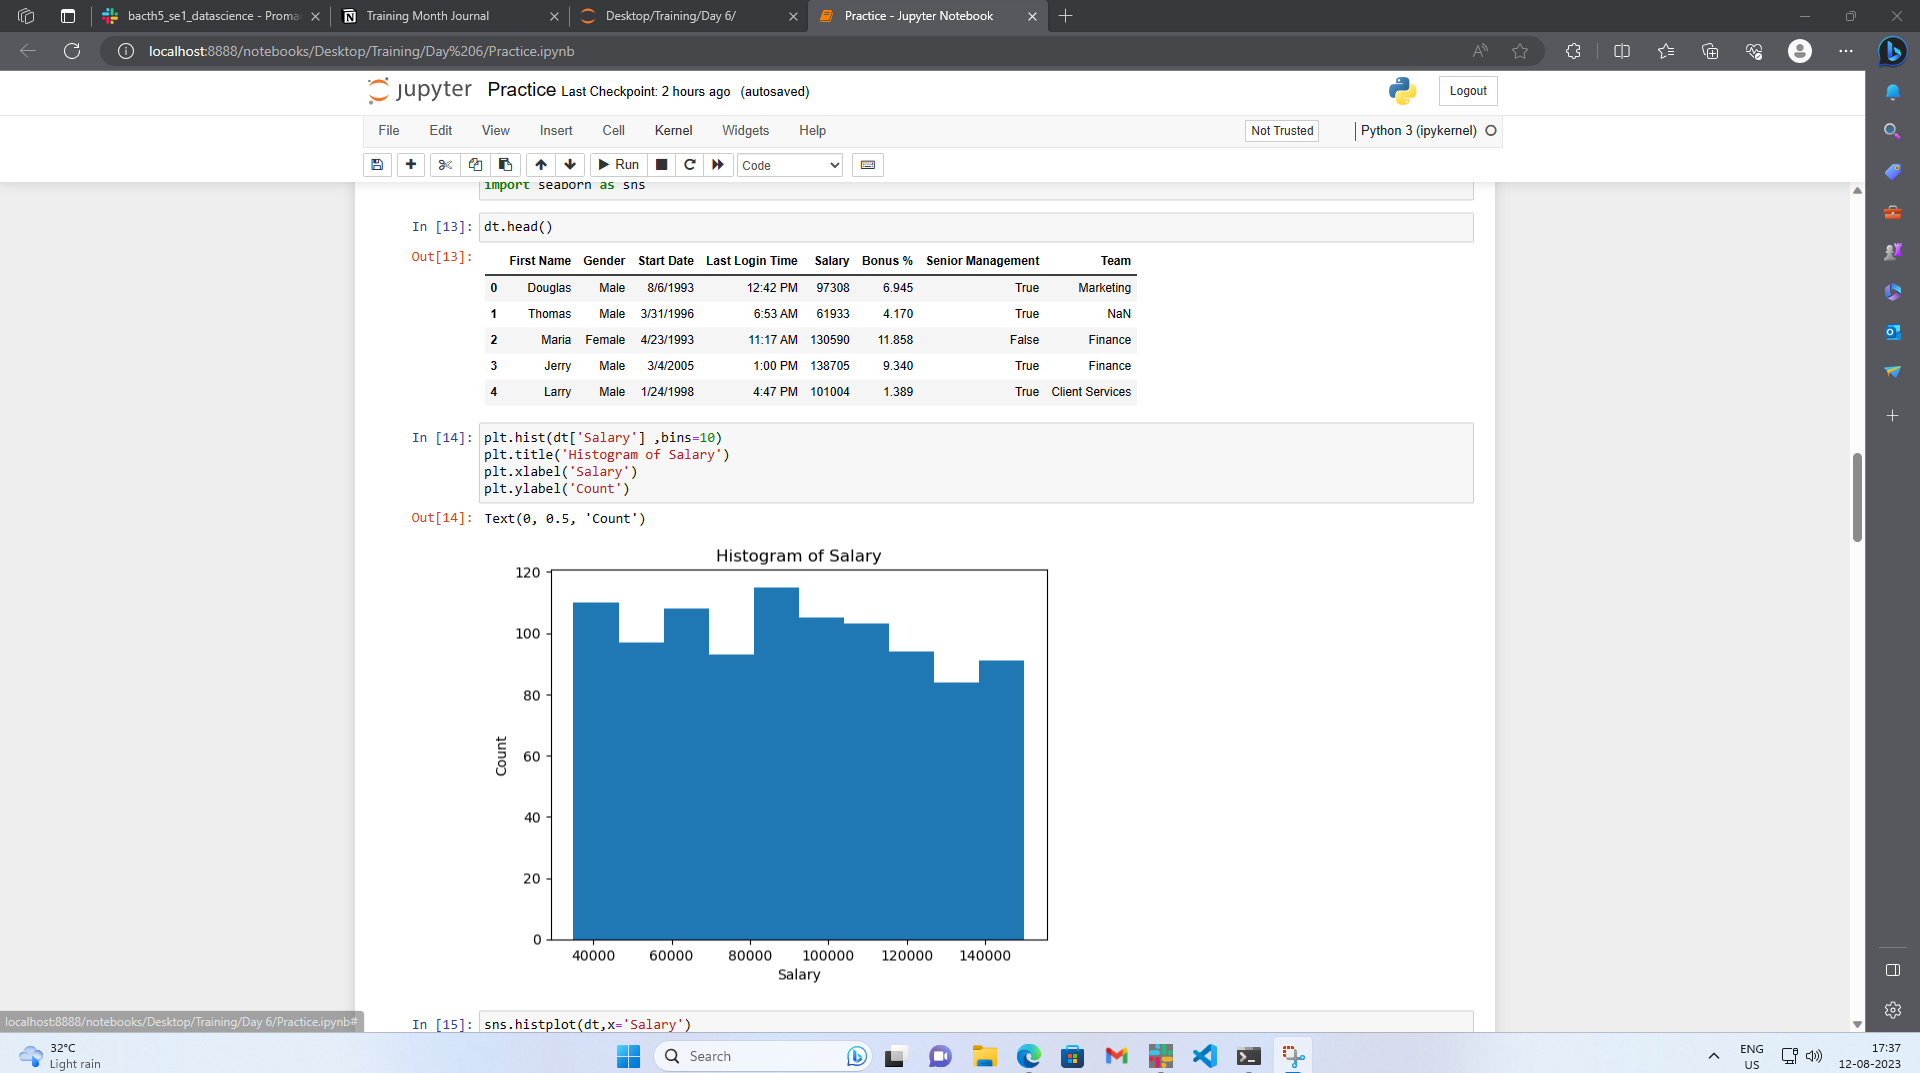 bacth5_se1_datascience - Proma
Training Month Journal
Desktop/Training/Day 6/
Practice - Jupyter Notebook
localhost:8888/notebooks/Desktop/Training/Day%206/Practice.ipynb
jupyter Practice Last Checkpoint: 2 hours ago (autosaved)
Logout
File Edit View Insert Cell Kernel Widgets Help
Not Trusted
Python 3 (ipykernel)
Run
Code
import seaborn as sns
In [13]: dt.head()
Out[13]:
First Name Gender Start Date Last Login Time Salary Bonus % Senior Management Team
0 Douglas Male 8/6/1993 12:42 PM 97308 6.945 True Marketing
1 Thomas Male 3/31/1996 6:53 AM 61933 4.170 True NaN
2 Maria Female 4/23/1993 11:17 AM 130590 11.858 False Finance
3 Jerry Male 3/4/2005 1:00 PM 138705 9.340 True Finance
4 Larry Male 1/24/1998 4:47 PM 101004 1.389 True Client Services
In [14]: plt.hist(dt['Salary'] ,bins=10)
plt.title('Histogram of Salary')
plt.xlabel('Salary')
plt.ylabel('Count')
Out[14]: Text(0, 0.5, 'Count')
Histogram of Salary
120
100
80
60
40
20
0
Count
40000 60000 80000 100000 120000 140000
Salary
In [15]: sns.histplot(dt,x='Salary')
localhost:8888/notebooks/Desktop/Training/Day 6/Practice.ipynb#
32°C
Light rain
Search
ENG
US
17:37
12-08-2023